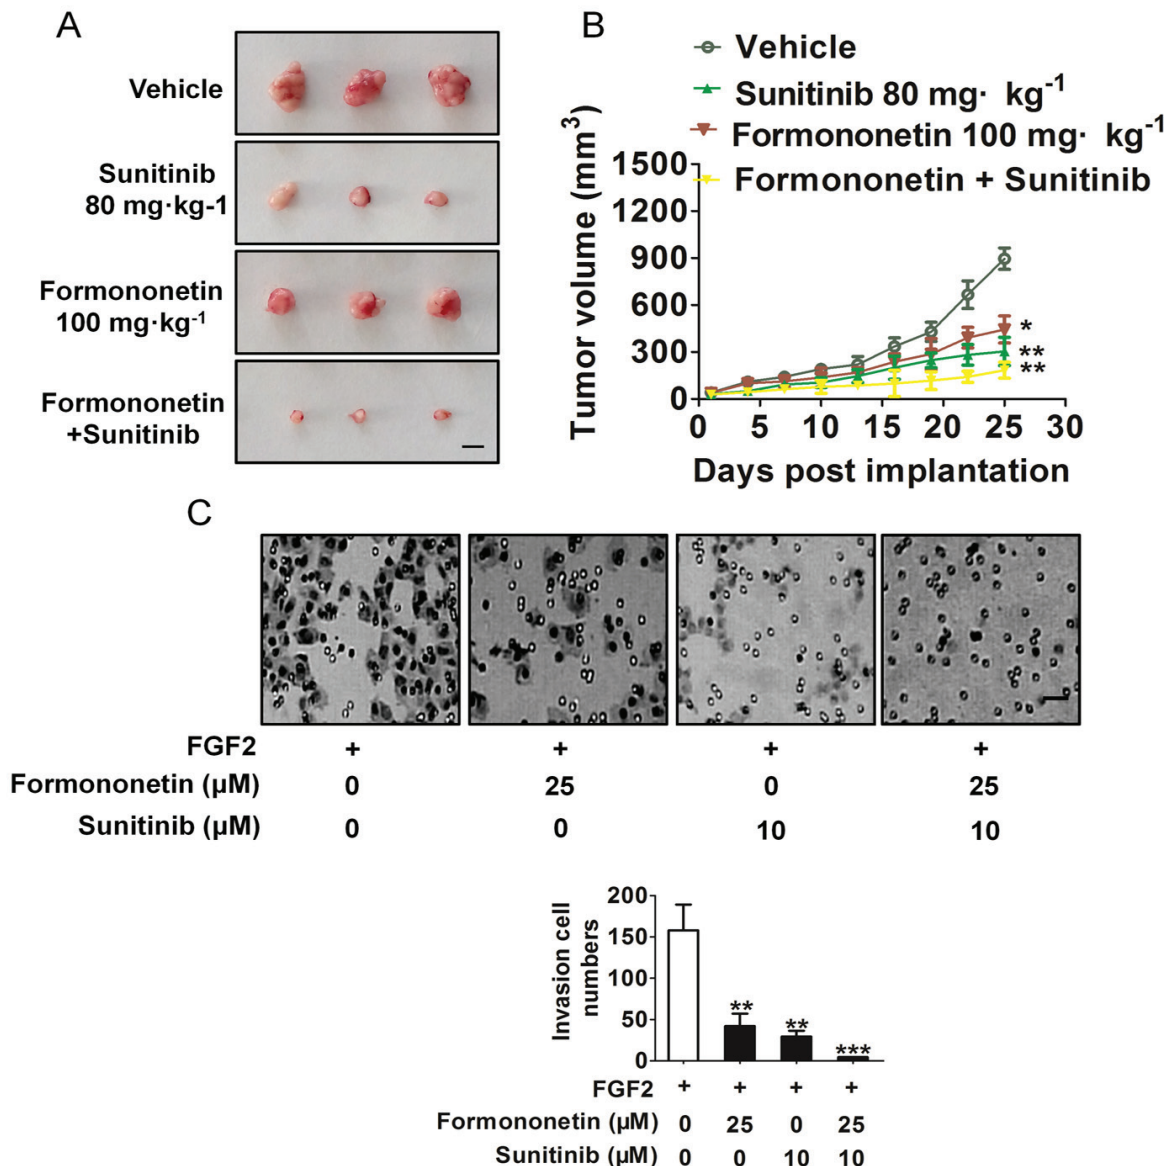 A
Vehicle
Sunitinib
80 mg·kg-1
Formononetin
100 mg·kg⁻¹
Formononetin
+Sunitinib
B
Vehicle
Sunitinib 80 mg· kg⁻¹
Formononetin 100 mg· kg⁻¹
Formononetin + Sunitinib
Tumor volume (mm³)
1500
1200
900
600
300
0
*
**
**
0 5 10 15 20 25 30
Days post implantation
C
FGF2 + + + +
Formononetin (µM) 0 25 0 25
Sunitinib (µM) 0 0 10 10
Invasion cell
numbers
200
150
100
50
0
** ** ***
FGF2 + + + +
Formononetin (µM) 0 25 0 25
Sunitinib (µM) 0 0 10 10